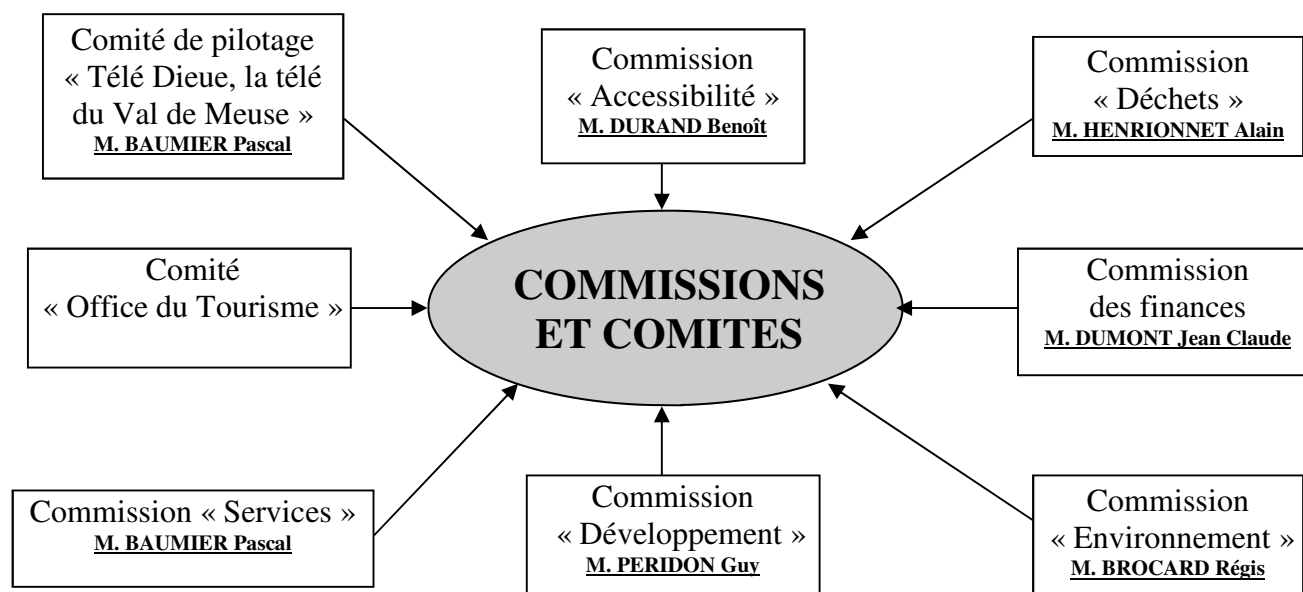 Comité de pilotage
« Télé Dieue, la télé
du Val de Meuse »
M. BAUMIER Pascal
Commission
« Accessibilité »
M. DURAND Benoît
Commission
« Déchets »
M. HENRIONNET Alain
Comité
« Office du Tourisme »
COMMISSIONS
ET COMITES
Commission
des finances
M. DUMONT Jean Claude
Commission « Services »
M. BAUMIER Pascal
Commission
« Développement »
M. PERIDON Guy
Commission
« Environnement »
M. BROCARD Régis